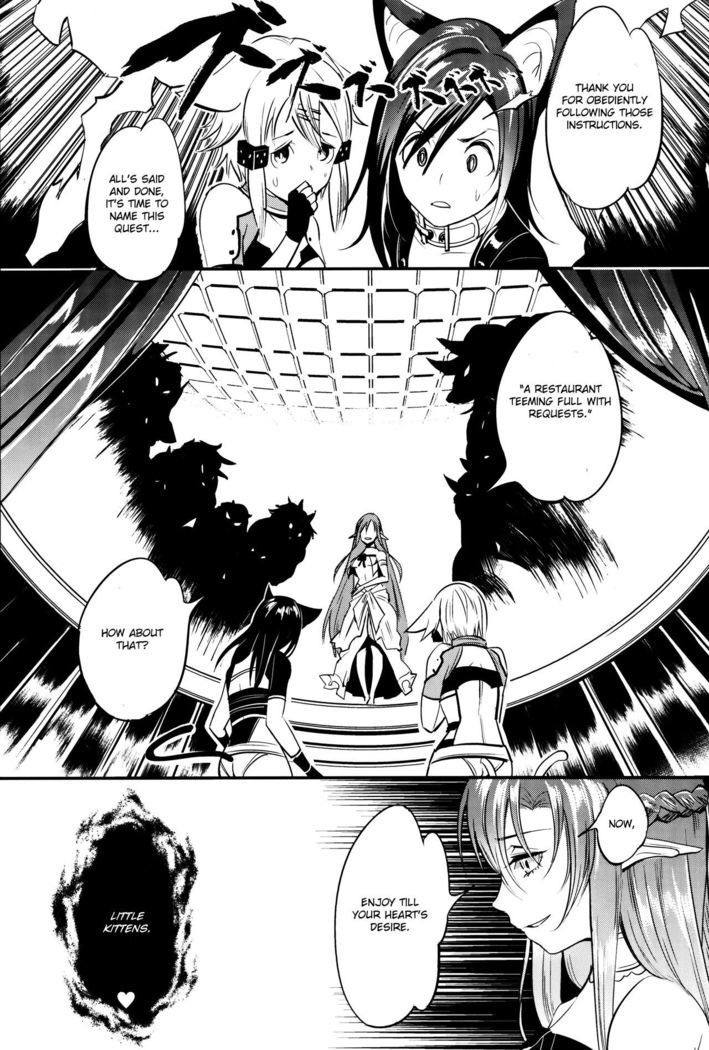 THANK YOU
FOR OBEDIENTLY
FOLLOWING THOSE
INSTRUCTIONS.
ALL'S SAID
AND DONE,
IT'S TIME TO
NAME THIS
QUEST...
"A RESTAURANT
TEEMING FULL WITH
REQUESTS."
HOW ABOUT
THAT?
NOW,
ENJOY TILL
YOUR HEART'S
DESIRE.
LITTLE
KITTENS.